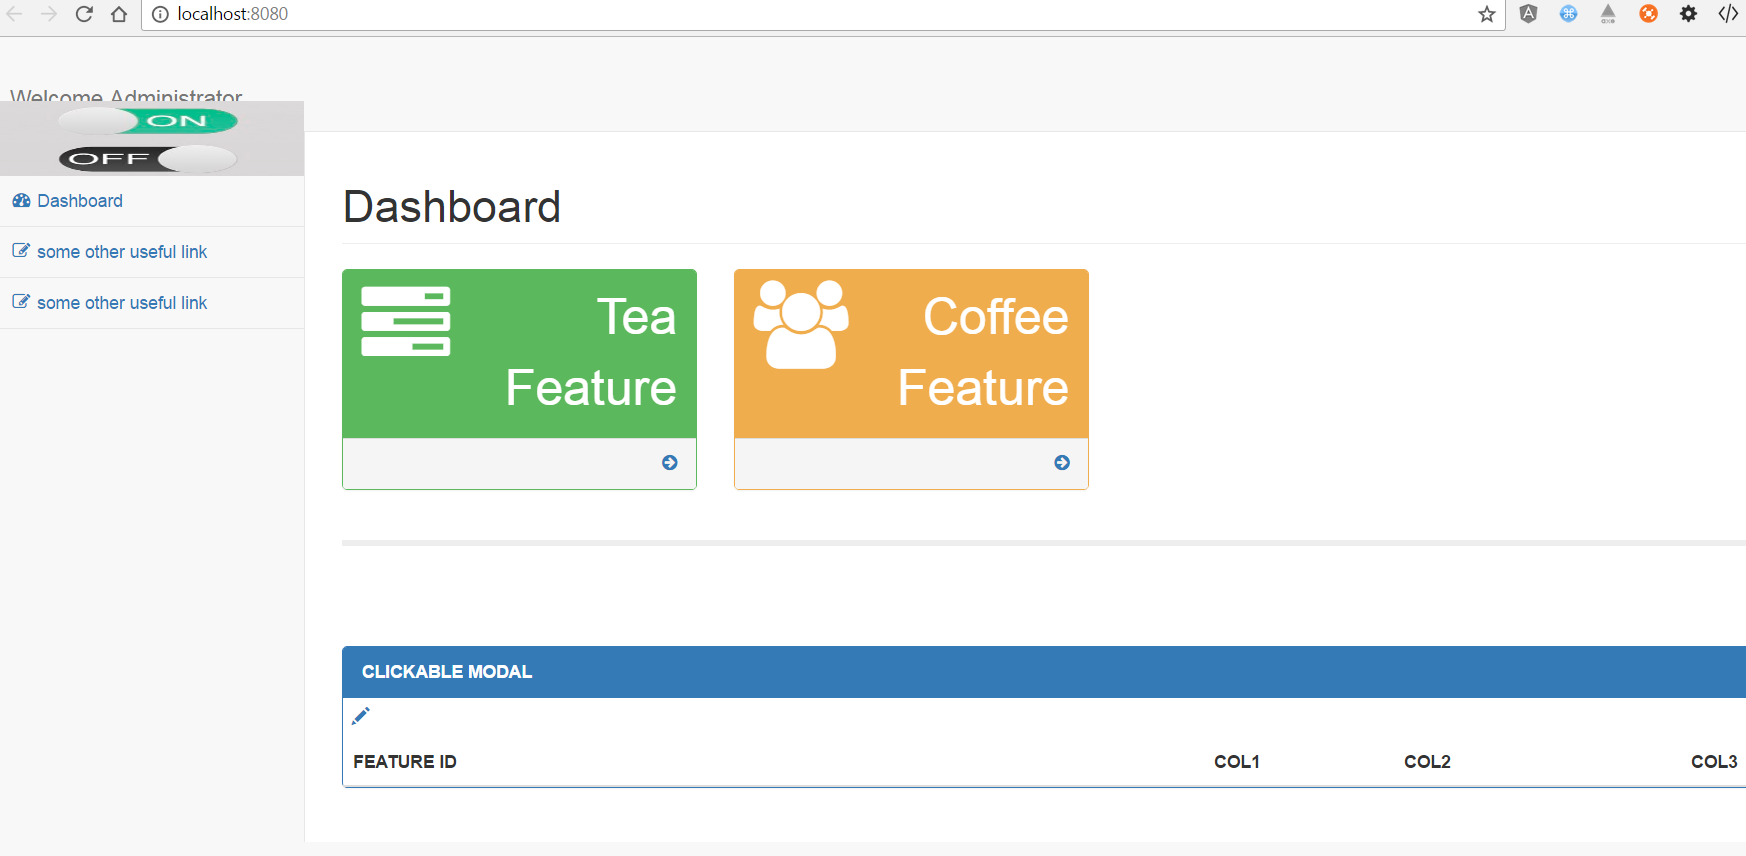 localhost:8080
Welcome Administrator
ON
OFF
Dashboard
some other useful link
some other useful link
Dashboard
Tea
Feature
Coffee
Feature
CLICKABLE MODAL
FEATURE ID COL1 COL2 COL3